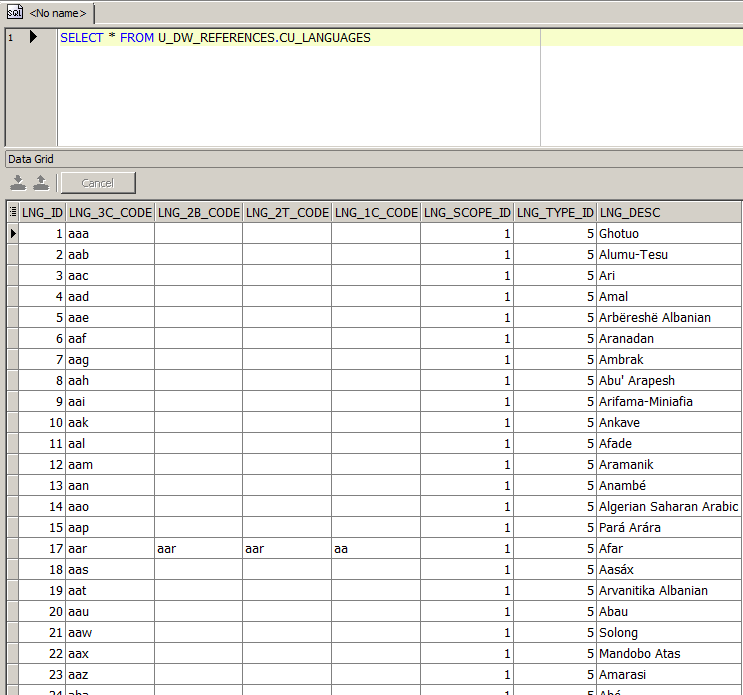 SQL <No name>
1 SELECT * FROM U_DW_REFERENCES.CU_LANGUAGES
Data Grid
Cancel
LNG_ID LNG_3C_CODE LNG_2B_CODE LNG_2T_CODE LNG_1C_CODE LNG_SCOPE_ID LNG_TYPE_ID LNG_DESC
1 aaa 1 5 Ghotuo
2 aab 1 5 Alumu-Tesu
3 aac 1 5 Ari
4 aad 1 5 Amal
5 aae 1 5 Arbëreshë Albanian
6 aaf 1 5 Aranadan
7 aag 1 5 Ambrak
8 aah 1 5 Abu' Arapesh
9 aai 1 5 Arifama-Miniafia
10 aak 1 5 Ankave
11 aal 1 5 Afade
12 aam 1 5 Aramanik
13 aan 1 5 Anambé
14 aao 1 5 Algerian Saharan Arabic
15 aap 1 5 Pará Arára
17 aar aar aar aa 1 5 Afar
18 aas 1 5 Aasáx
19 aat 1 5 Arvanitika Albanian
20 aau 1 5 Abau
21 aaw 1 5 Solong
22 aax 1 5 Mandobo Atas
23 aaz 1 5 Amarasi